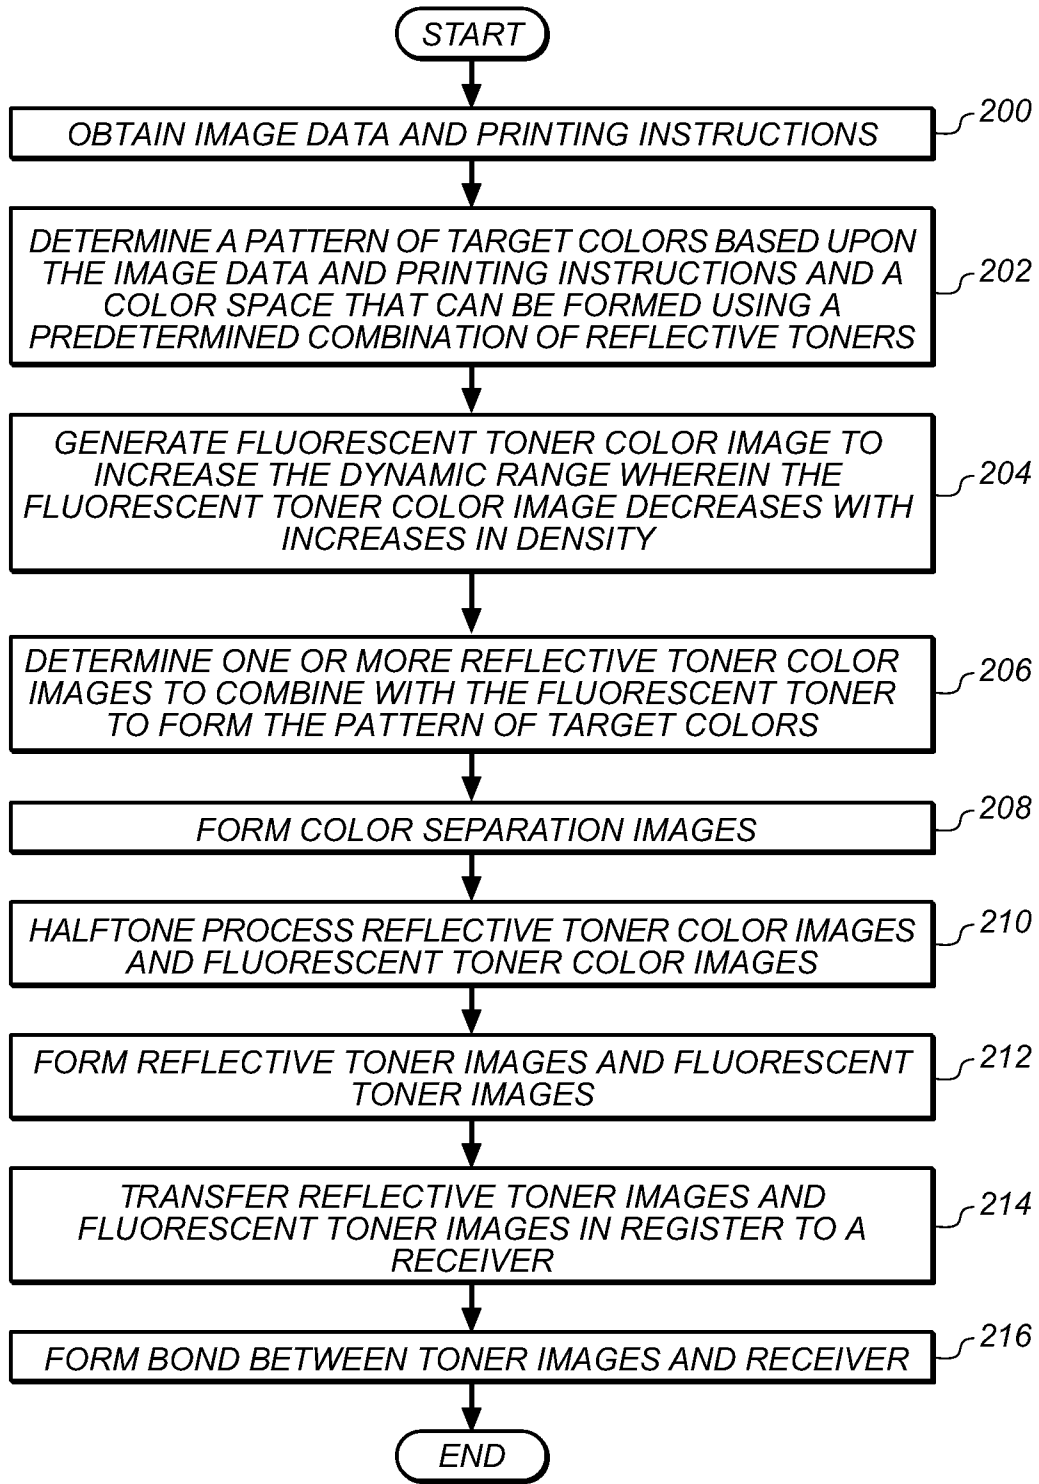 START
OBTAIN IMAGE DATA AND PRINTING INSTRUCTIONS
200
DETERMINE A PATTERN OF TARGET COLORS BASED UPON
THE IMAGE DATA AND PRINTING INSTRUCTIONS AND A
COLOR SPACE THAT CAN BE FORMED USING A
PREDETERMINED COMBINATION OF REFLECTIVE TONERS
202
GENERATE FLUORESCENT TONER COLOR IMAGE TO
INCREASE THE DYNAMIC RANGE WHEREIN THE
FLUORESCENT TONER COLOR IMAGE DECREASES WITH
INCREASES IN DENSITY
204
DETERMINE ONE OR MORE REFLECTIVE TONER COLOR
IMAGES TO COMBINE WITH THE FLUORESCENT TONER
TO FORM THE PATTERN OF TARGET COLORS
206
FORM COLOR SEPARATION IMAGES
208
HALFTONE PROCESS REFLECTIVE TONER COLOR IMAGES
AND FLUORESCENT TONER COLOR IMAGES
210
FORM REFLECTIVE TONER IMAGES AND FLUORESCENT
TONER IMAGES
212
TRANSFER REFLECTIVE TONER IMAGES AND
FLUORESCENT TONER IMAGES IN REGISTER TO A
RECEIVER
214
FORM BOND BETWEEN TONER IMAGES AND RECEIVER
216
END